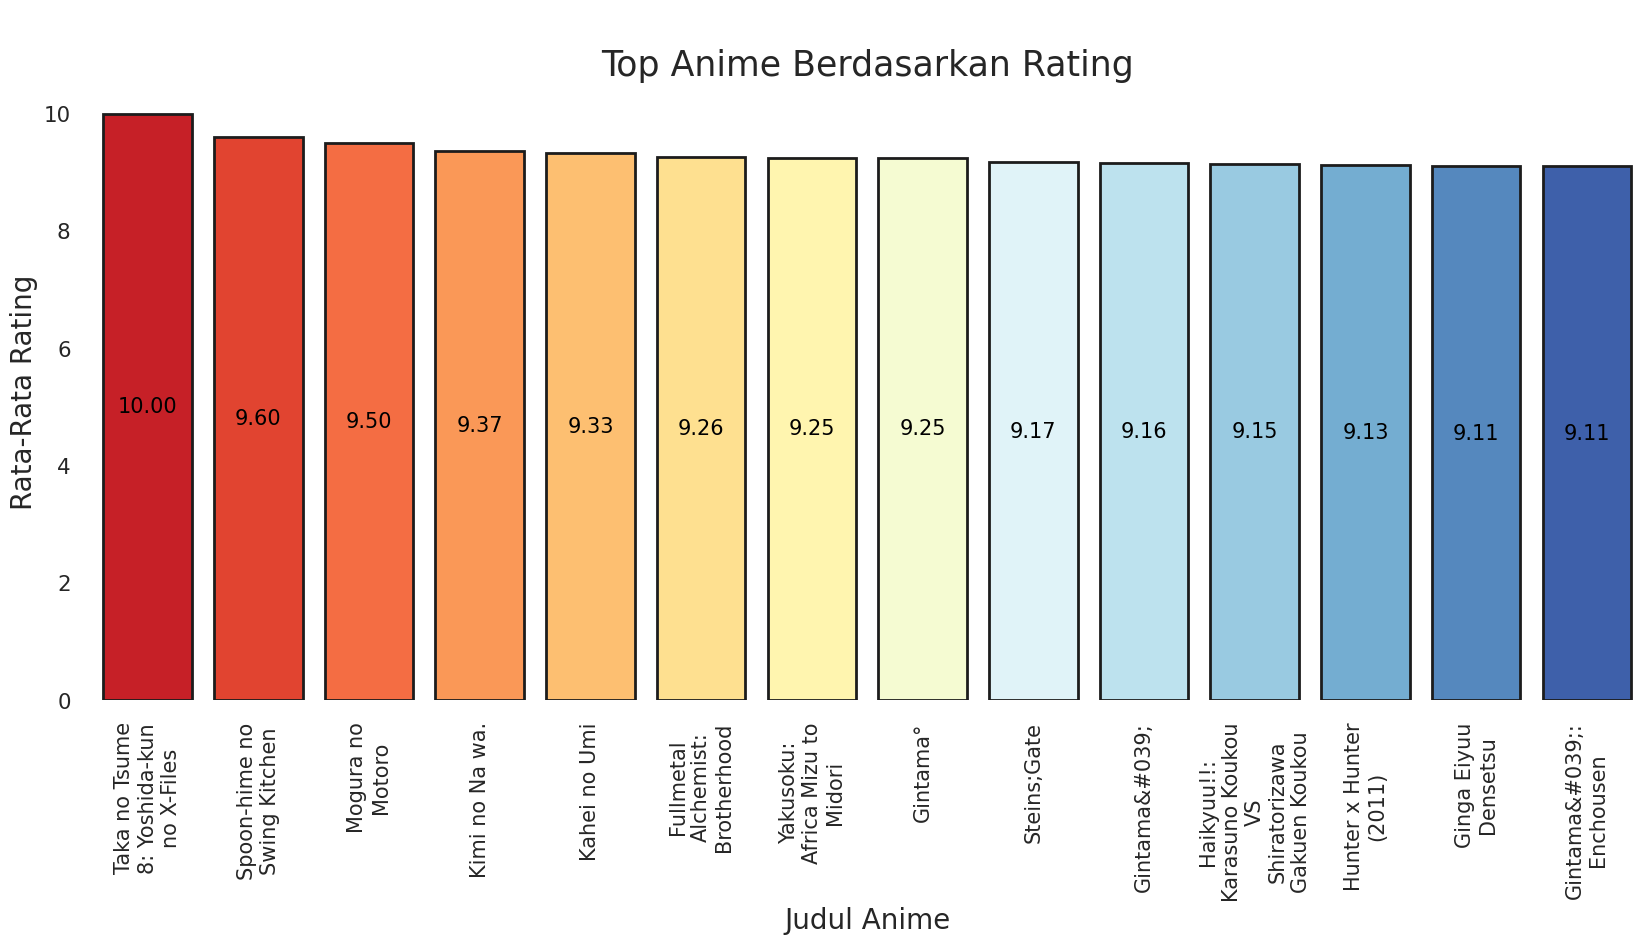 Top Anime Berdasarkan Rating
Rata-Rata Rating
10
8
6
4
2
0
10.00
9.60
9.50
9.37
9.33
9.26
9.25
9.25
9.17
9.16
9.15
9.13
9.11
9.11
Taka no Tsume
8: Yoshida-kun
no X-Files
Spoon-hime no
Swing Kitchen
Mogura no
Motoro
Kimi no Na wa.
Kahei no Umi
Fullmetal
Alchemist:
Brotherhood
Yakusoku:
Africa Mizu to
Midori
Gintama°
Steins;Gate
Gintama&#039;
Haikyuu!!:
Karasuno Koukou
VS
Shiratorizawa
Gakuen Koukou
Hunter x Hunter
(2011)
Ginga Eiyuu
Densetsu
Gintama&#039;:
Enchousen
Judul Anime